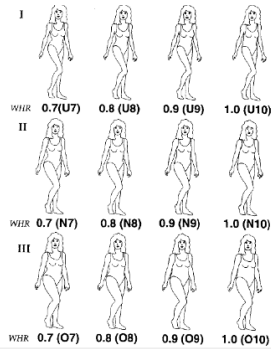 I
WHR 0.7(U7) 0.8 (U8) 0.9 (U9) 1.0 (U10)
II
WHR 0.7 (N7) 0.8 (N8) 0.9 (N9) 1.0 (N10)
III
WHR 0.7 (O7) 0.8 (O8) 0.9 (O9) 1.0 (O10)